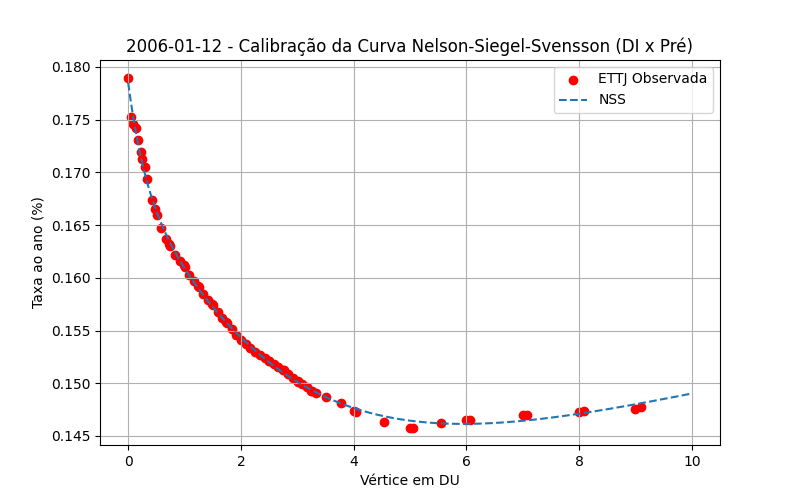 2006-01-12 - Calibração da Curva Nelson-Siegel-Svensson (DI x Pré)
ETTJ Observada
NSS
Taxa ao ano (%)
0.180
0.175
0.170
0.165
0.160
0.155
0.150
0.145
0 2 4 6 8 10
Vértice em DU